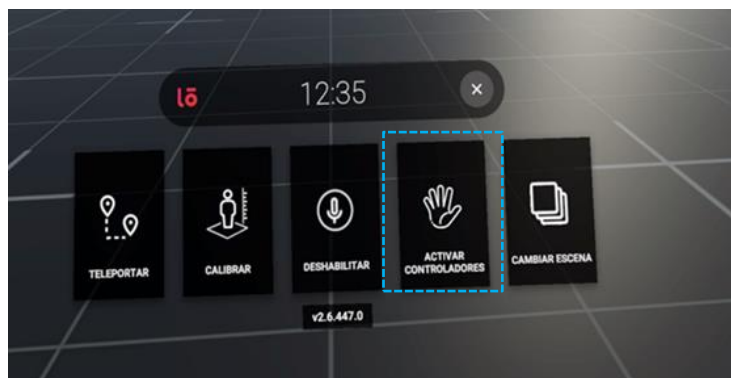 lō
12:35
TELEPORTAR
CALIBRAR
DESHABILITAR
ACTIVAR
CONTROLADORES
CAMBIAR ESCENA
v2.6.447.0